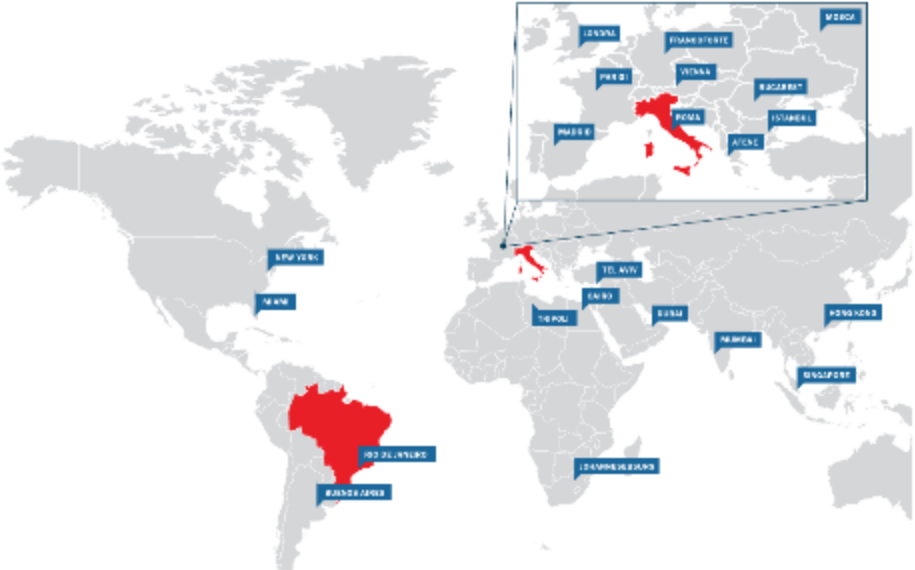 MOSCA
LONDRA
FRANCOFORTE
PARIGI
VIENNA
BUCAREST
ROMA
ISTANBUL
MADRID
ATENE
NEW YORK
TEL AVIV
MIAMI
CAIRO
TRIPOLI
DUBAI
HONG KONG
MUMBAI
SINGAPORE
RIO DE JANEIRO
JOHANNESBURG
BUENOS AIRES